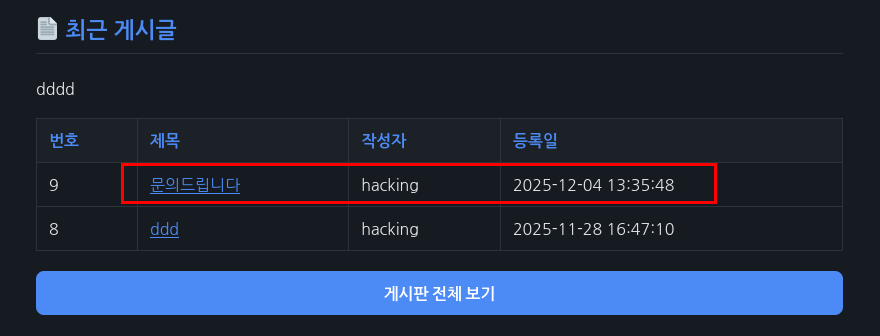 최근 게시글
dddd
번호 제목 작성자 등록일
9 문의드립니다 hacking 2025-12-04 13:35:48
8 ddd hacking 2025-11-28 16:47:10
게시판 전체 보기